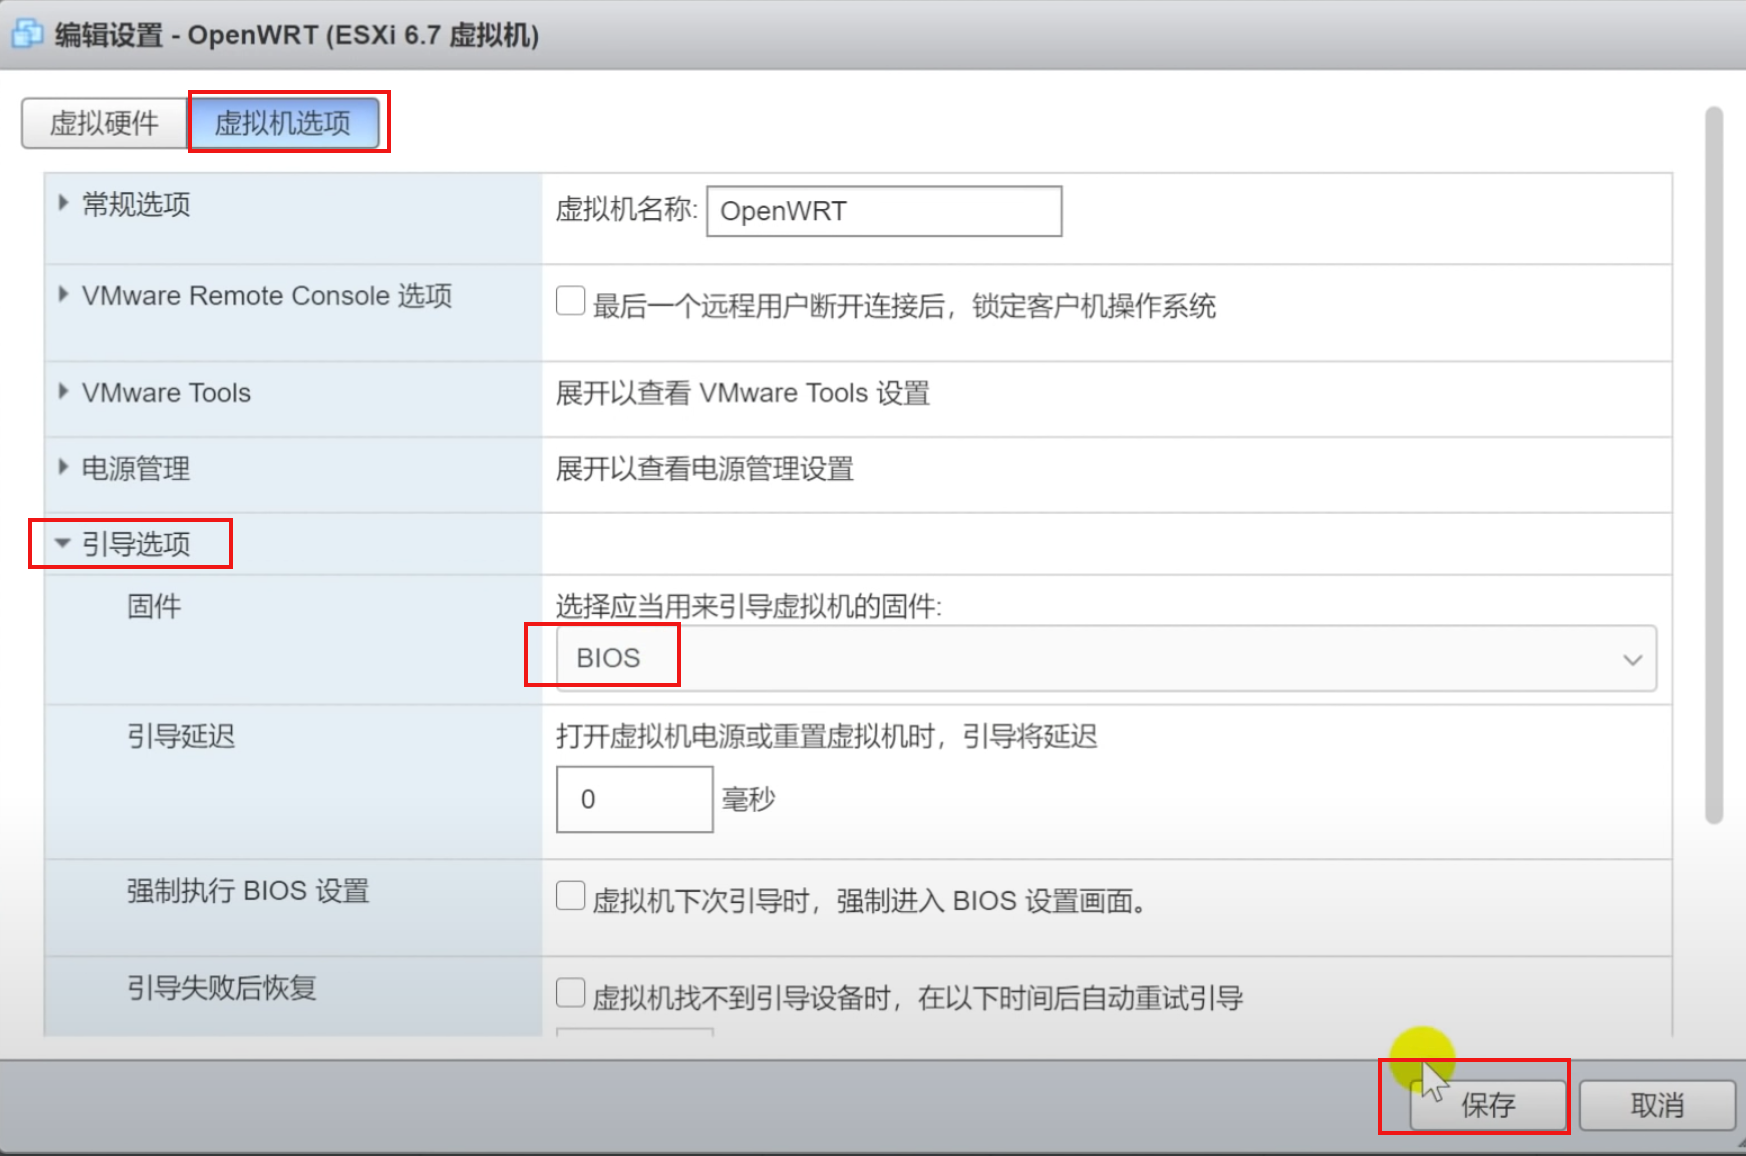 编辑设置 - OpenWRT (ESXi 6.7 虚拟机)
虚拟硬件 虚拟机选项
常规选项 虚拟机名称: OpenWRT
VMware Remote Console 选项 最后一个远程用户断开连接后，锁定客户机操作系统
VMware Tools 展开以查看 VMware Tools 设置
电源管理 展开以查看电源管理设置
引导选项
固件 选择应当用来引导虚拟机的固件:
BIOS
引导延迟 打开虚拟机电源或重置虚拟机时，引导将延迟
0 毫秒
强制执行 BIOS 设置 虚拟机下次引导时，强制进入 BIOS 设置画面。
引导失败后恢复 虚拟机找不到引导设备时，在以下时间后自动重试引导
保存 取消